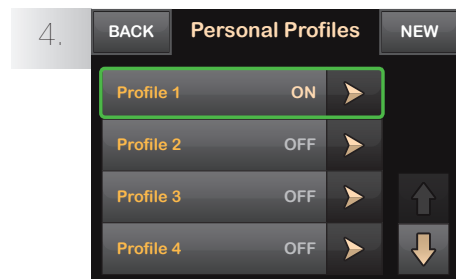 4.
BACK Personal Profiles NEW
Profile 1 ON
Profile 2 OFF
Profile 3 OFF
Profile 4 OFF